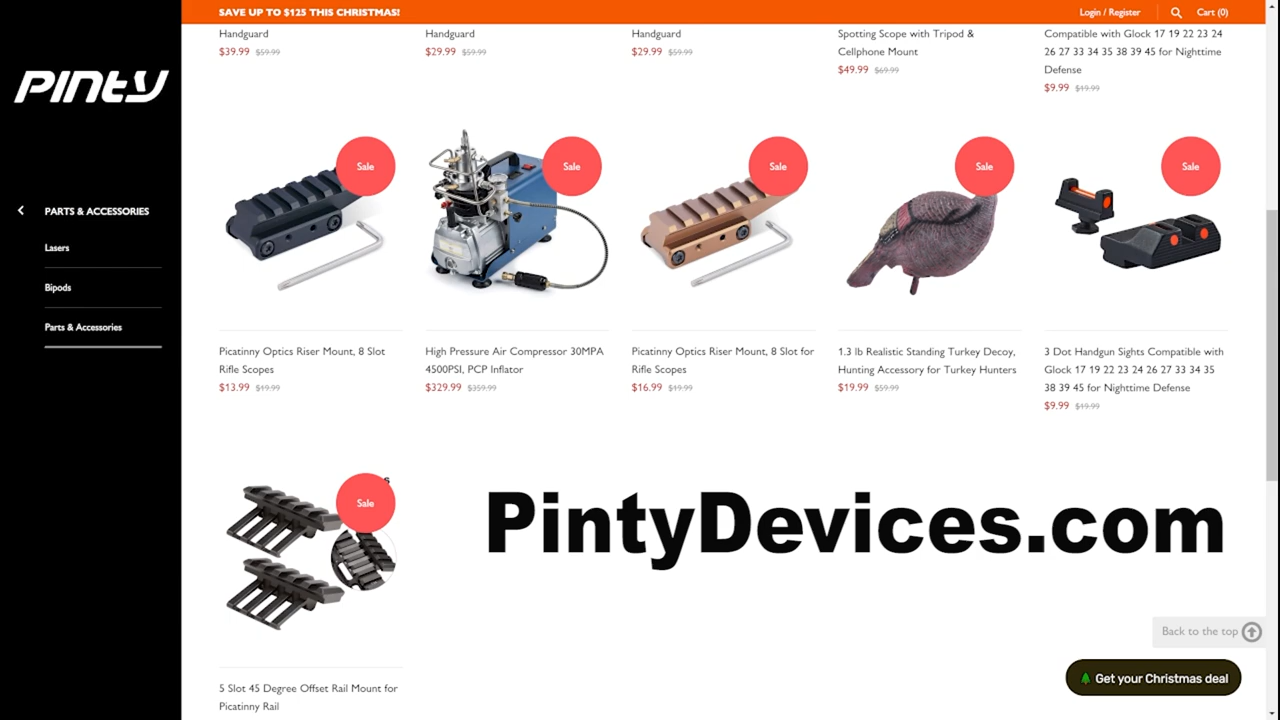 SAVE UP TO $125 THIS CHRISTMAS!
Login / Register
Cart (0)
PINTY
PARTS & ACCESSORIES
Lasers
Bipods
Parts & Accessories
Handguard
$39.99 $59.99
Handguard
$29.99 $59.99
Handguard
$29.99 $59.99
Spotting Scope with Tripod &
Cellphone Mount
$49.99 $69.99
Compatible with Glock 17 19 22 23 24
26 27 33 34 35 38 39 45 for Nighttime
Defense
$9.99 $19.99
Sale
Sale
Sale
Sale
Sale
Picatinny Optics Riser Mount, 8 Slot
Rifle Scopes
$13.99 $19.99
High Pressure Air Compressor 30MPA
4500PSI, PCP Inflator
$329.99 $359.99
Picatinny Optics Riser Mount, 8 Slot for
Rifle Scopes
$16.99 $19.99
1.3 lb Realistic Standing Turkey Decoy,
Hunting Accessory for Turkey Hunters
$19.99 $59.99
3 Dot Handgun Sights Compatible with
Glock 17 19 22 23 24 26 27 33 34 35
38 39 45 for Nighttime Defense
$9.99 $19.99
Sale
PintyDevices.com
5 Slot 45 Degree Offset Rail Mount for
Picatinny Rail
Back to the top
Get your Christmas deal